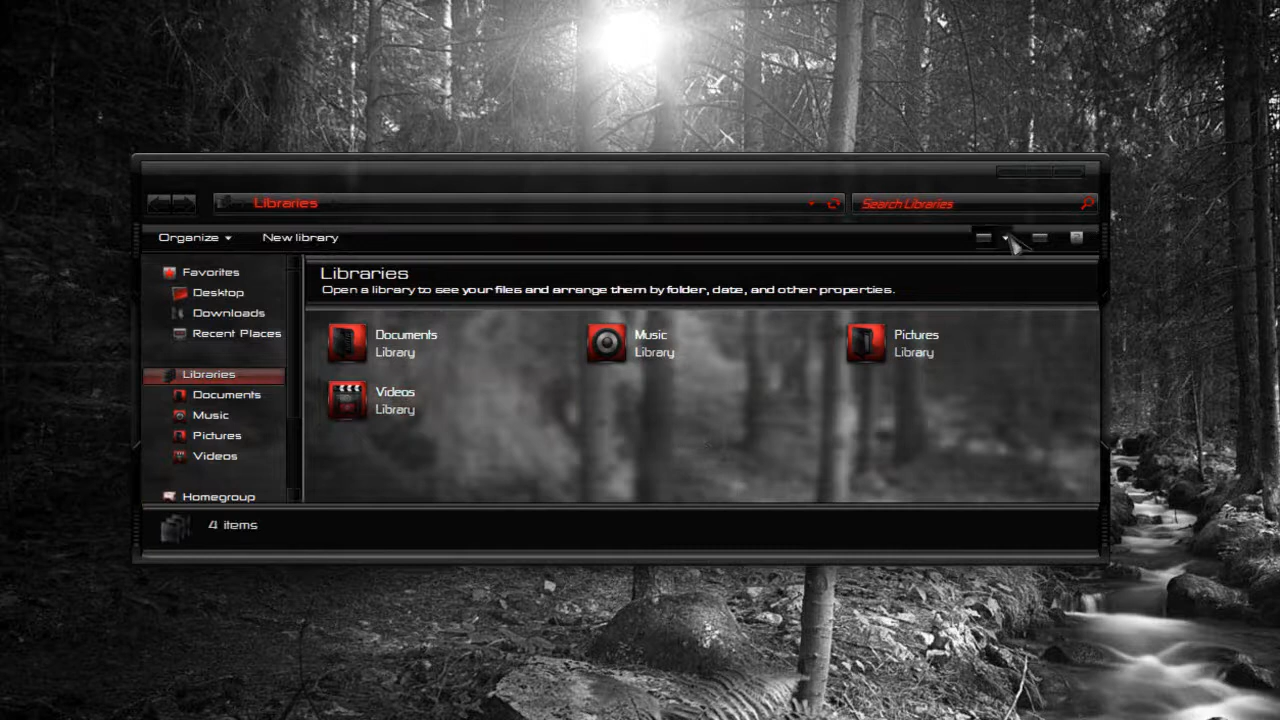 Libraries
Search Libraries
Organize
New library
Favorites
Desktop
Downloads
Recent Places
Libraries
Documents
Music
Pictures
Videos
Homegroup
Libraries
Open a library to see your files and arrange them by folder, date, and other properties.
Documents
Library
Music
Library
Pictures
Library
Videos
Library
4 items